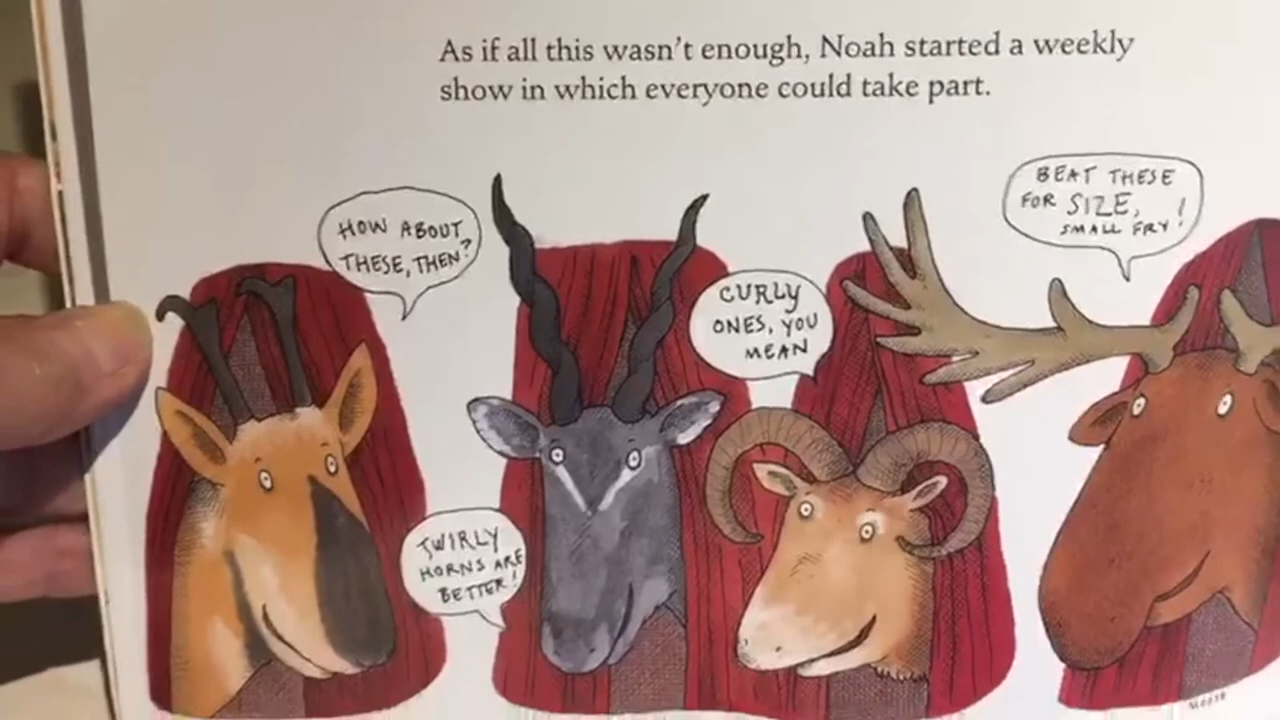 As if all this wasn't enough, Noah started a weekly
show in which everyone could take part.
HOW ABOUT
THESE, THEN?
TWIRLY
HORNS ARE
BETTER!
CURLY
ONES, YOU
MEAN
BEAT THESE
FOR SIZE,
SMALL FRY!
MOOSE